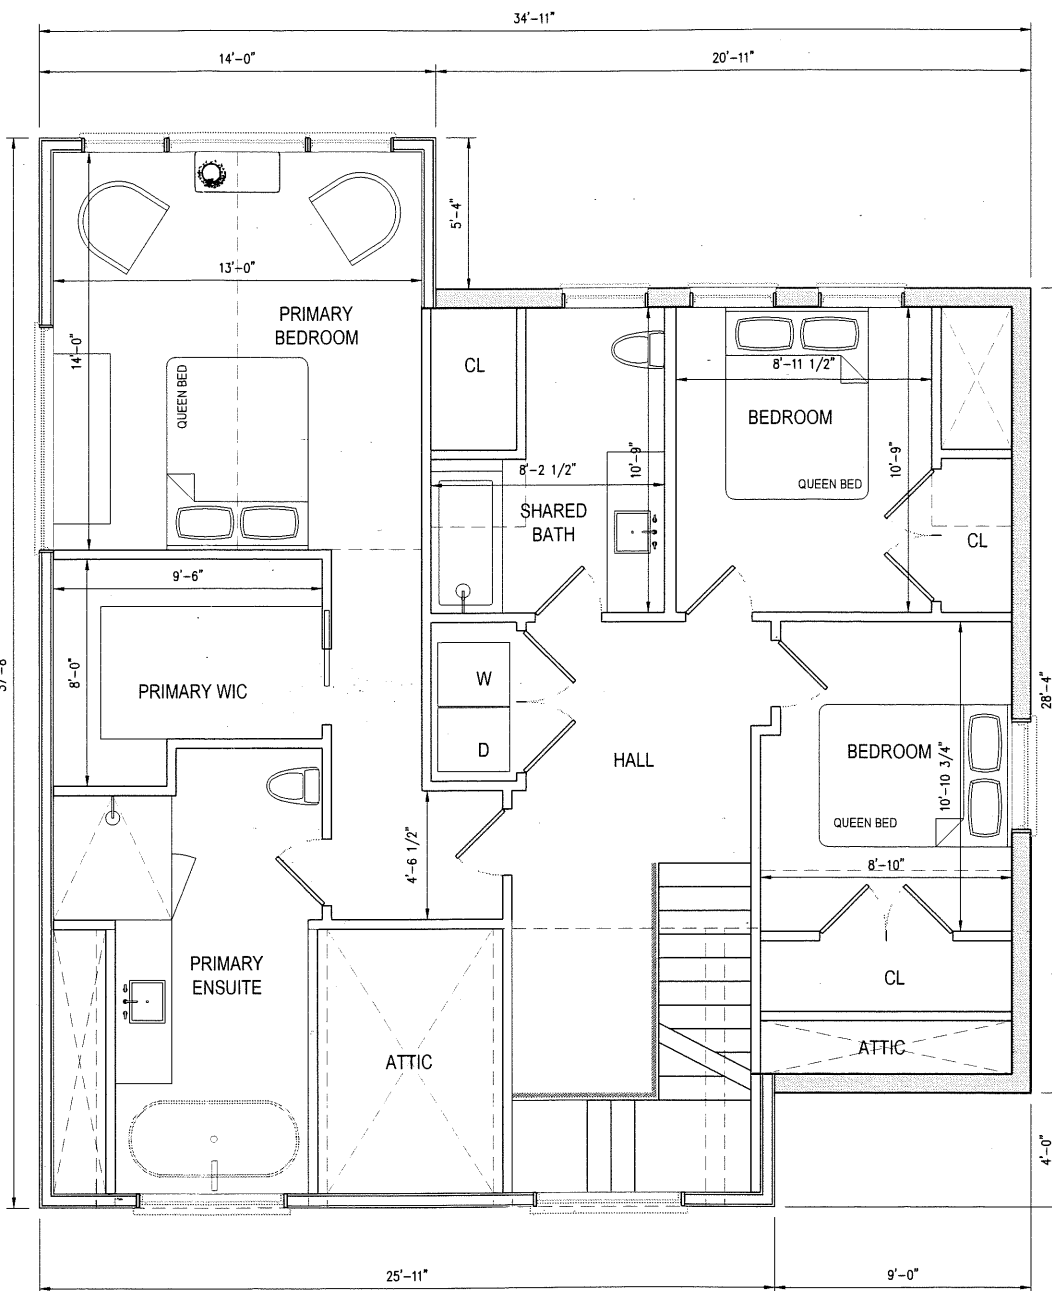 34'-11"
14'-0"
20'-11"
5'-4"
13'-0"
PRIMARY
BEDROOM
14'-0"
QUEEN BED
CL
8'-11 1/2"
BEDROOM
10'-9"
10'-9"
8'-2 1/2"
QUEEN BED
SHARED
BATH
CL
9'-6"
8'-0"
PRIMARY WIC
W
D
HALL
28'-4"
BEDROOM
10'-10 3/4"
QUEEN BED
4'-6 1/2"
8'-10"
PRIMARY
ENSUITE
CL
ATTIC
ATTIC
4'-0"
25'-11"
9'-0"